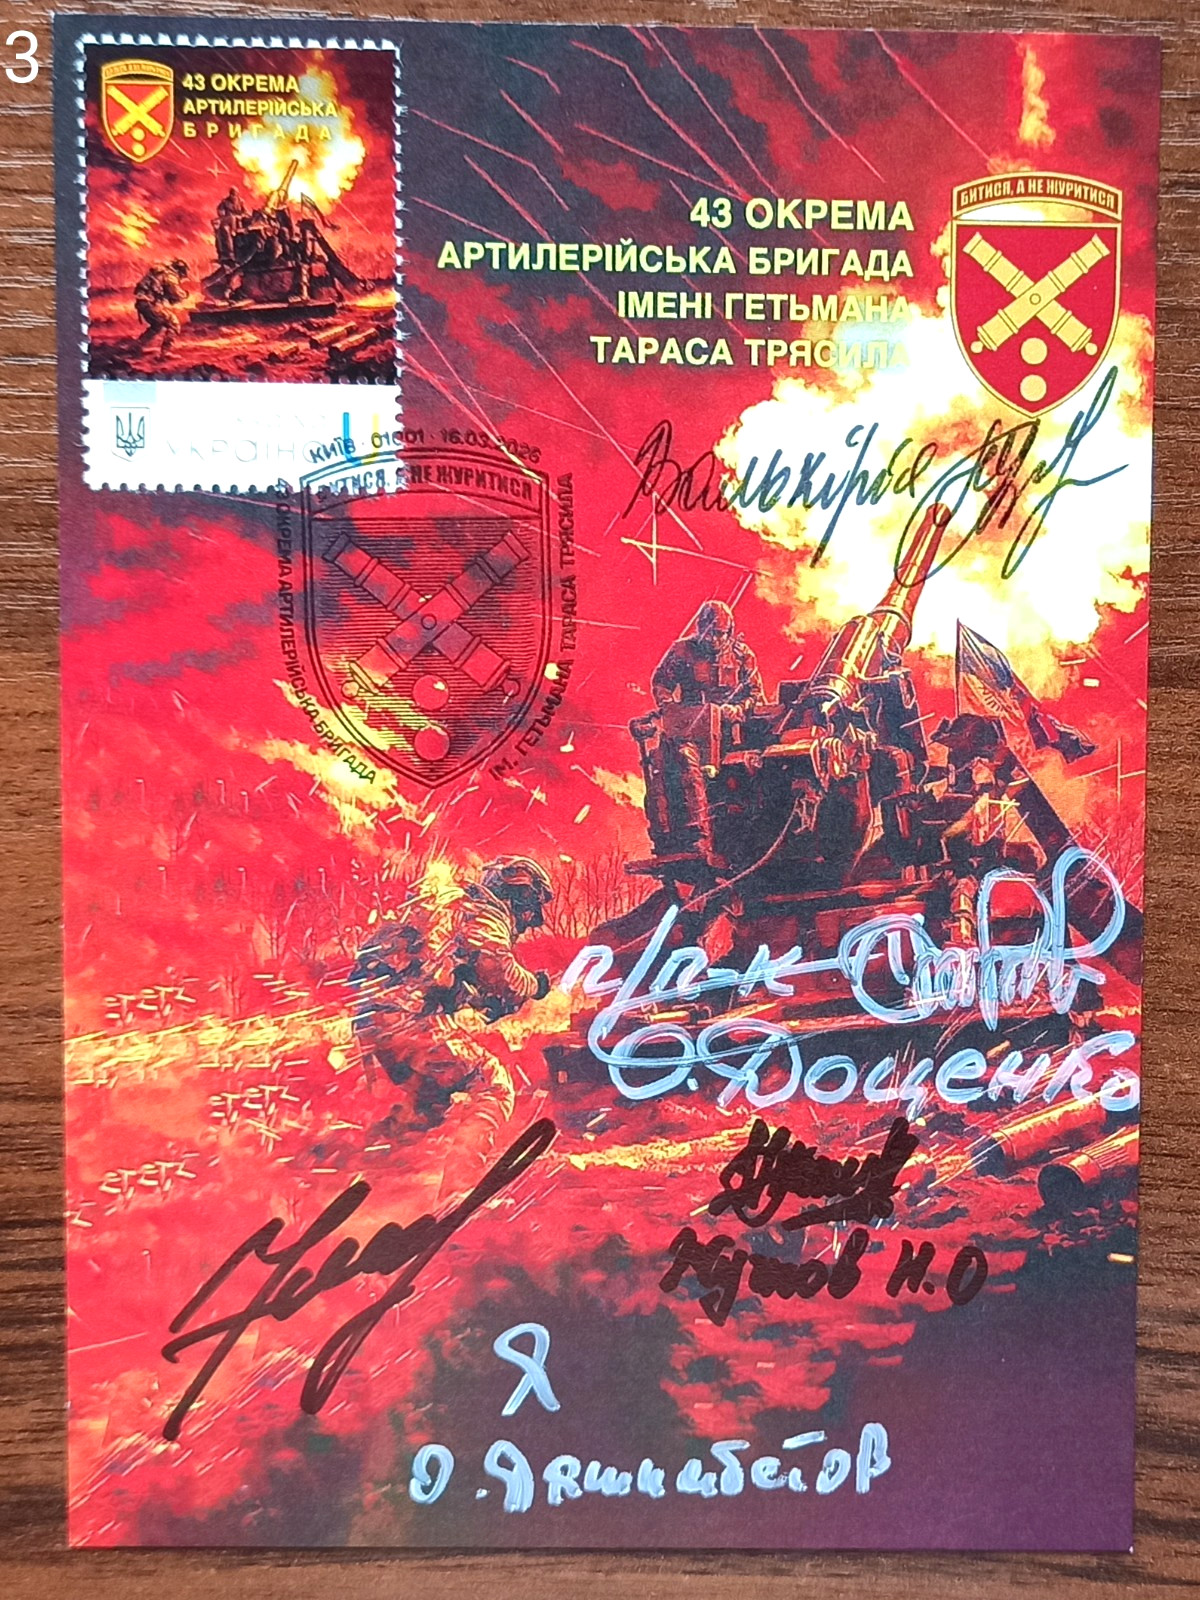 3
43 ОКРЕМА
АРТИЛЕРІЙСЬКА
БРИГАДА
УКРАЇНА
43 ОКРЕМА
АРТИЛЕРІЙСЬКА БРИГАДА
ІМЕНІ ГЕТЬМАНА
ТАРАСА ТРЯСИЛА
БИТИСЯ, А НЕ ЖУРИТИСЯ
КИЇВ · 01001 · 16.03.2026
БИТИСЯ, А НЕ ЖУРИТИСЯ
43 ОКРЕМА АРТИЛЕРІЙСЬКА БРИГАДА
ІМ. ГЕТЬМАНА ТАРАСА ТРЯСИЛА
Валькірія
п/п-к
О. Доценко
Н.О
Я
О.